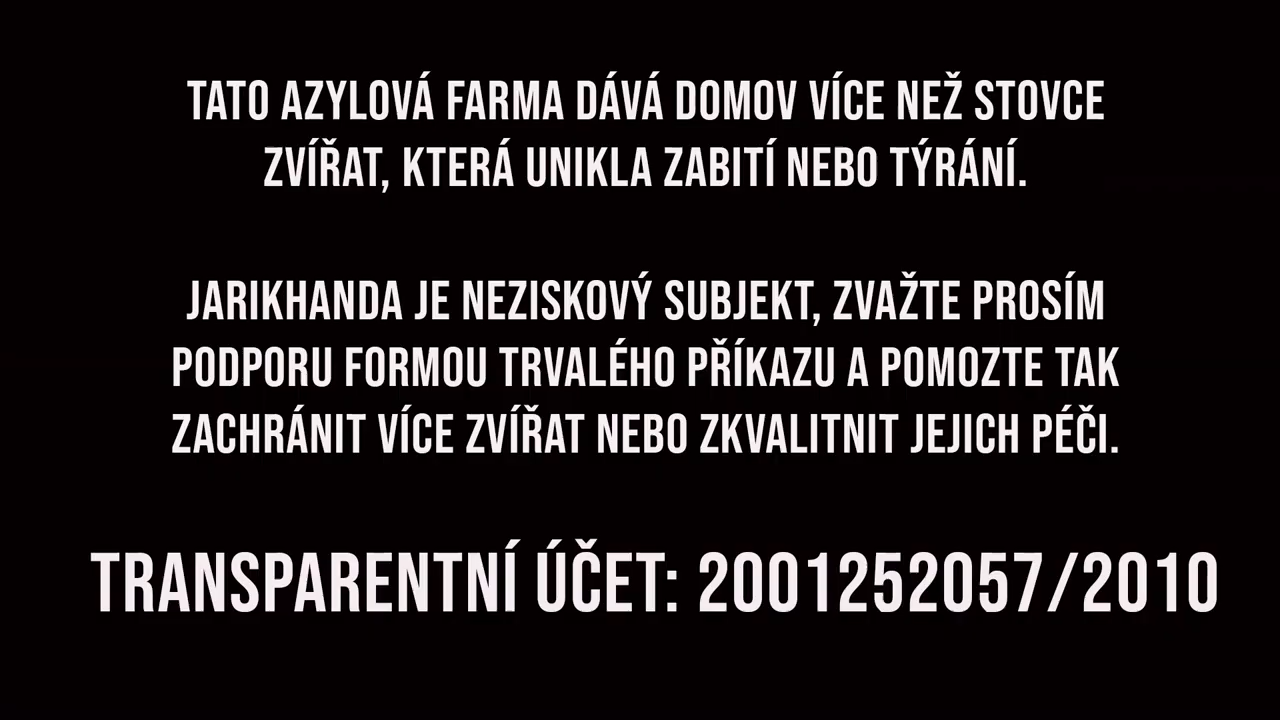 TATO AZYLOVÁ FARMA DÁVÁ DOMOV VÍCE NEŽ STOVCE
ZVÍŘAT, KTERÁ UNIKLA ZABITÍ NEBO TÝRÁNÍ.
JARIKHANDA JE NEZISKOVÝ SUBJEKT, ZVAŽTE PROSÍM
PODPORU FORMOU TRVALÉHO PŘÍKAZU A POMOZTE TAK
ZACHRÁNIT VÍCE ZVÍŘAT NEBO ZKVALITNIT JEJICH PÉČI.
TRANSPARENTNÍ ÚČET: 2001252057/2010